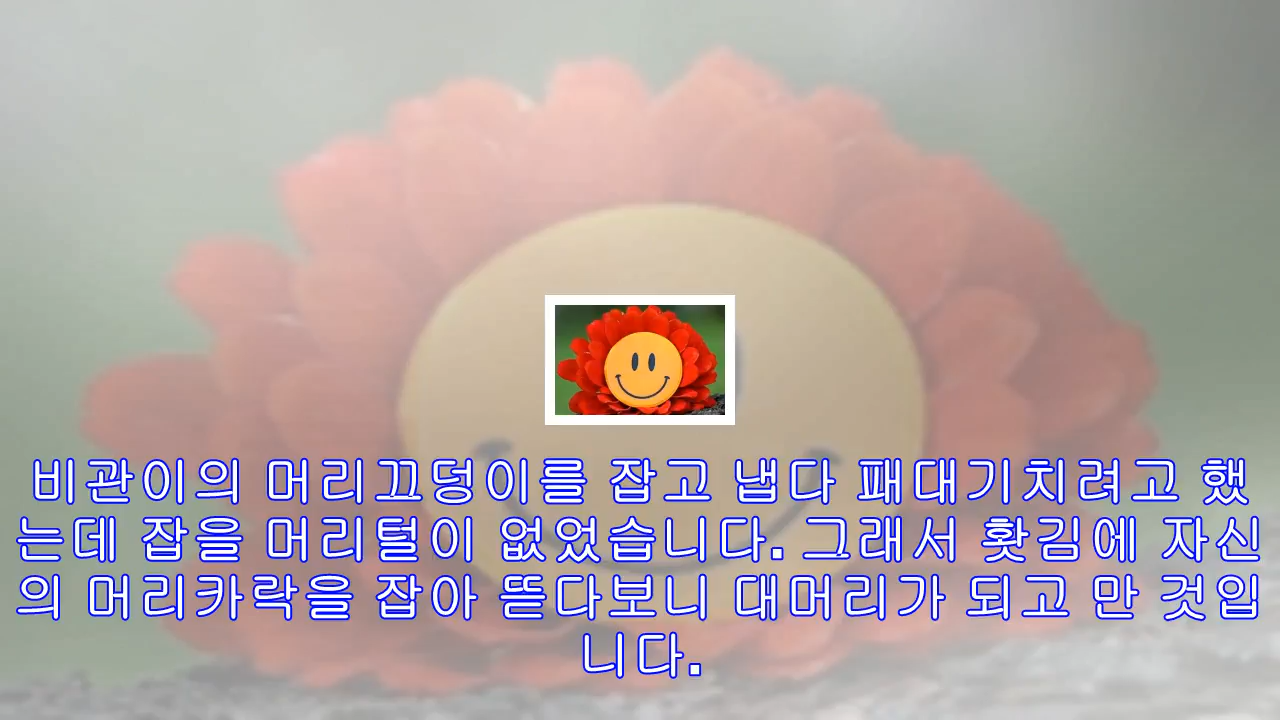 비관이의 머리끄덩이를 잡고 냅다 패대기치려고 했
는데 잡을 머리털이 없었습니다. 그래서 홧김에 자신
의 머리카락을 잡아 뜯다보니 대머리가 되고 만 것입
니다.